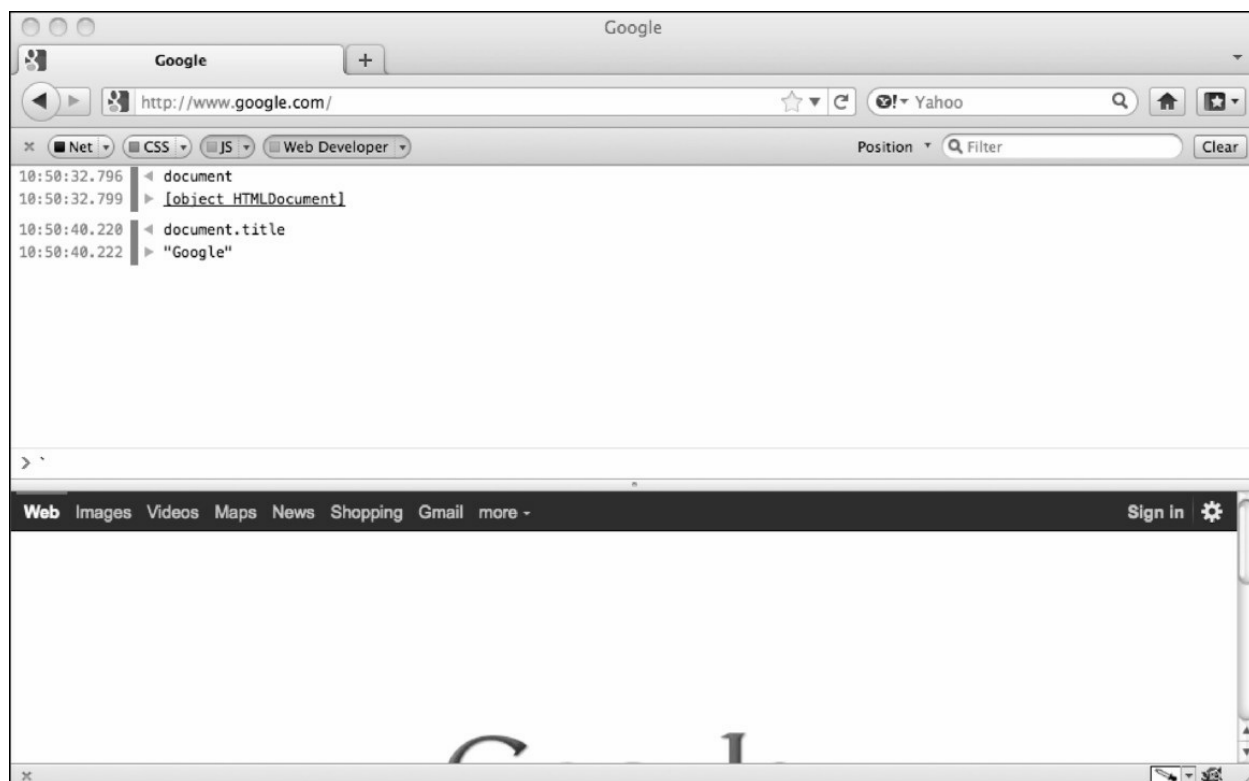 Google
Google
http://www.google.com/ Yahoo
Net CSS JS Web Developer Position Filter Clear
10:50:32.796 document
10:50:32.799 [object HTMLDocument]
10:50:40.220 document.title
10:50:40.222 "Google"
> `
Web Images Videos Maps News Shopping Gmail more Sign in